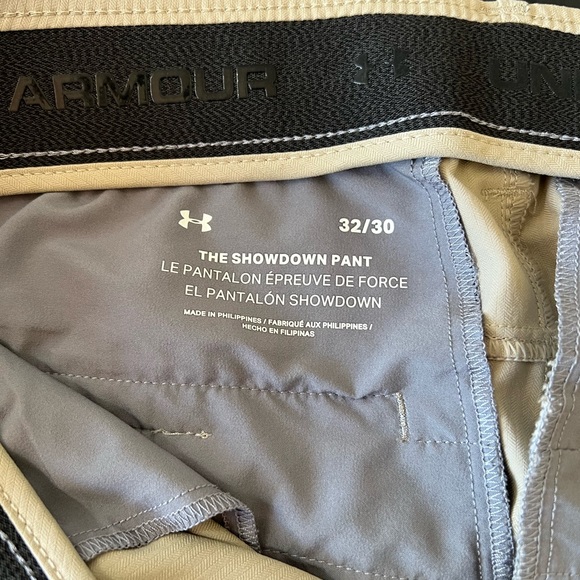 ARMOUR UN
32/30
THE SHOWDOWN PANT
LE PANTALON ÉPREUVE DE FORCE
EL PANTALÓN SHOWDOWN
MADE IN PHILIPPINES / FABRIQUÉ AUX PHILIPPINES /
HECHO EN FILIPINAS